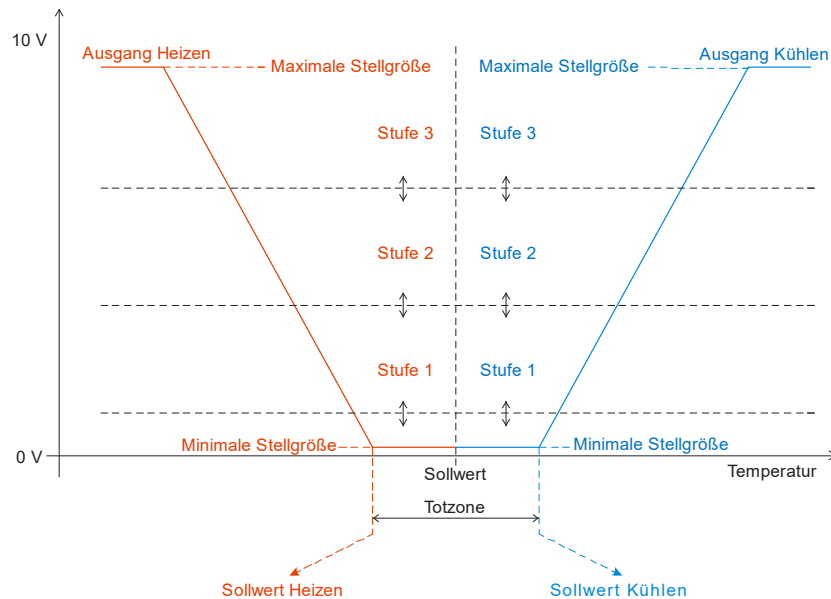 10 V
Ausgang Heizen
Maximale Stellgröße
Maximale Stellgröße
Ausgang Kühlen
Stufe 3
Stufe 3
Stufe 2
Stufe 2
Stufe 1
Stufe 1
Minimale Stellgröße
Minimale Stellgröße
0 V
Sollwert
Temperatur
Totzone
Sollwert Heizen
Sollwert Kühlen